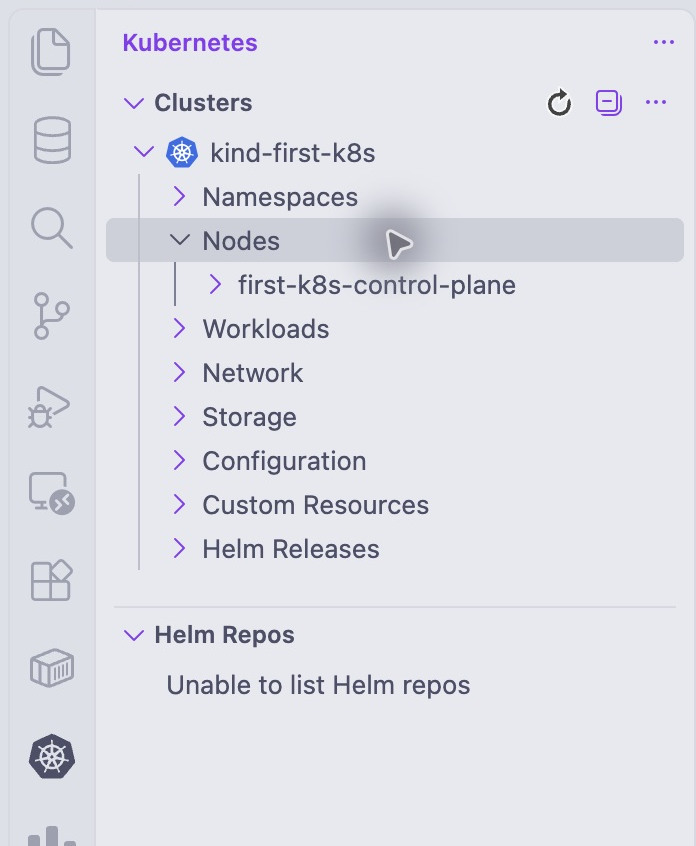 Kubernetes
Clusters
kind-first-k8s
Namespaces
Nodes
first-k8s-control-plane
Workloads
Network
Storage
Configuration
Custom Resources
Helm Releases
Helm Repos
Unable to list Helm repos